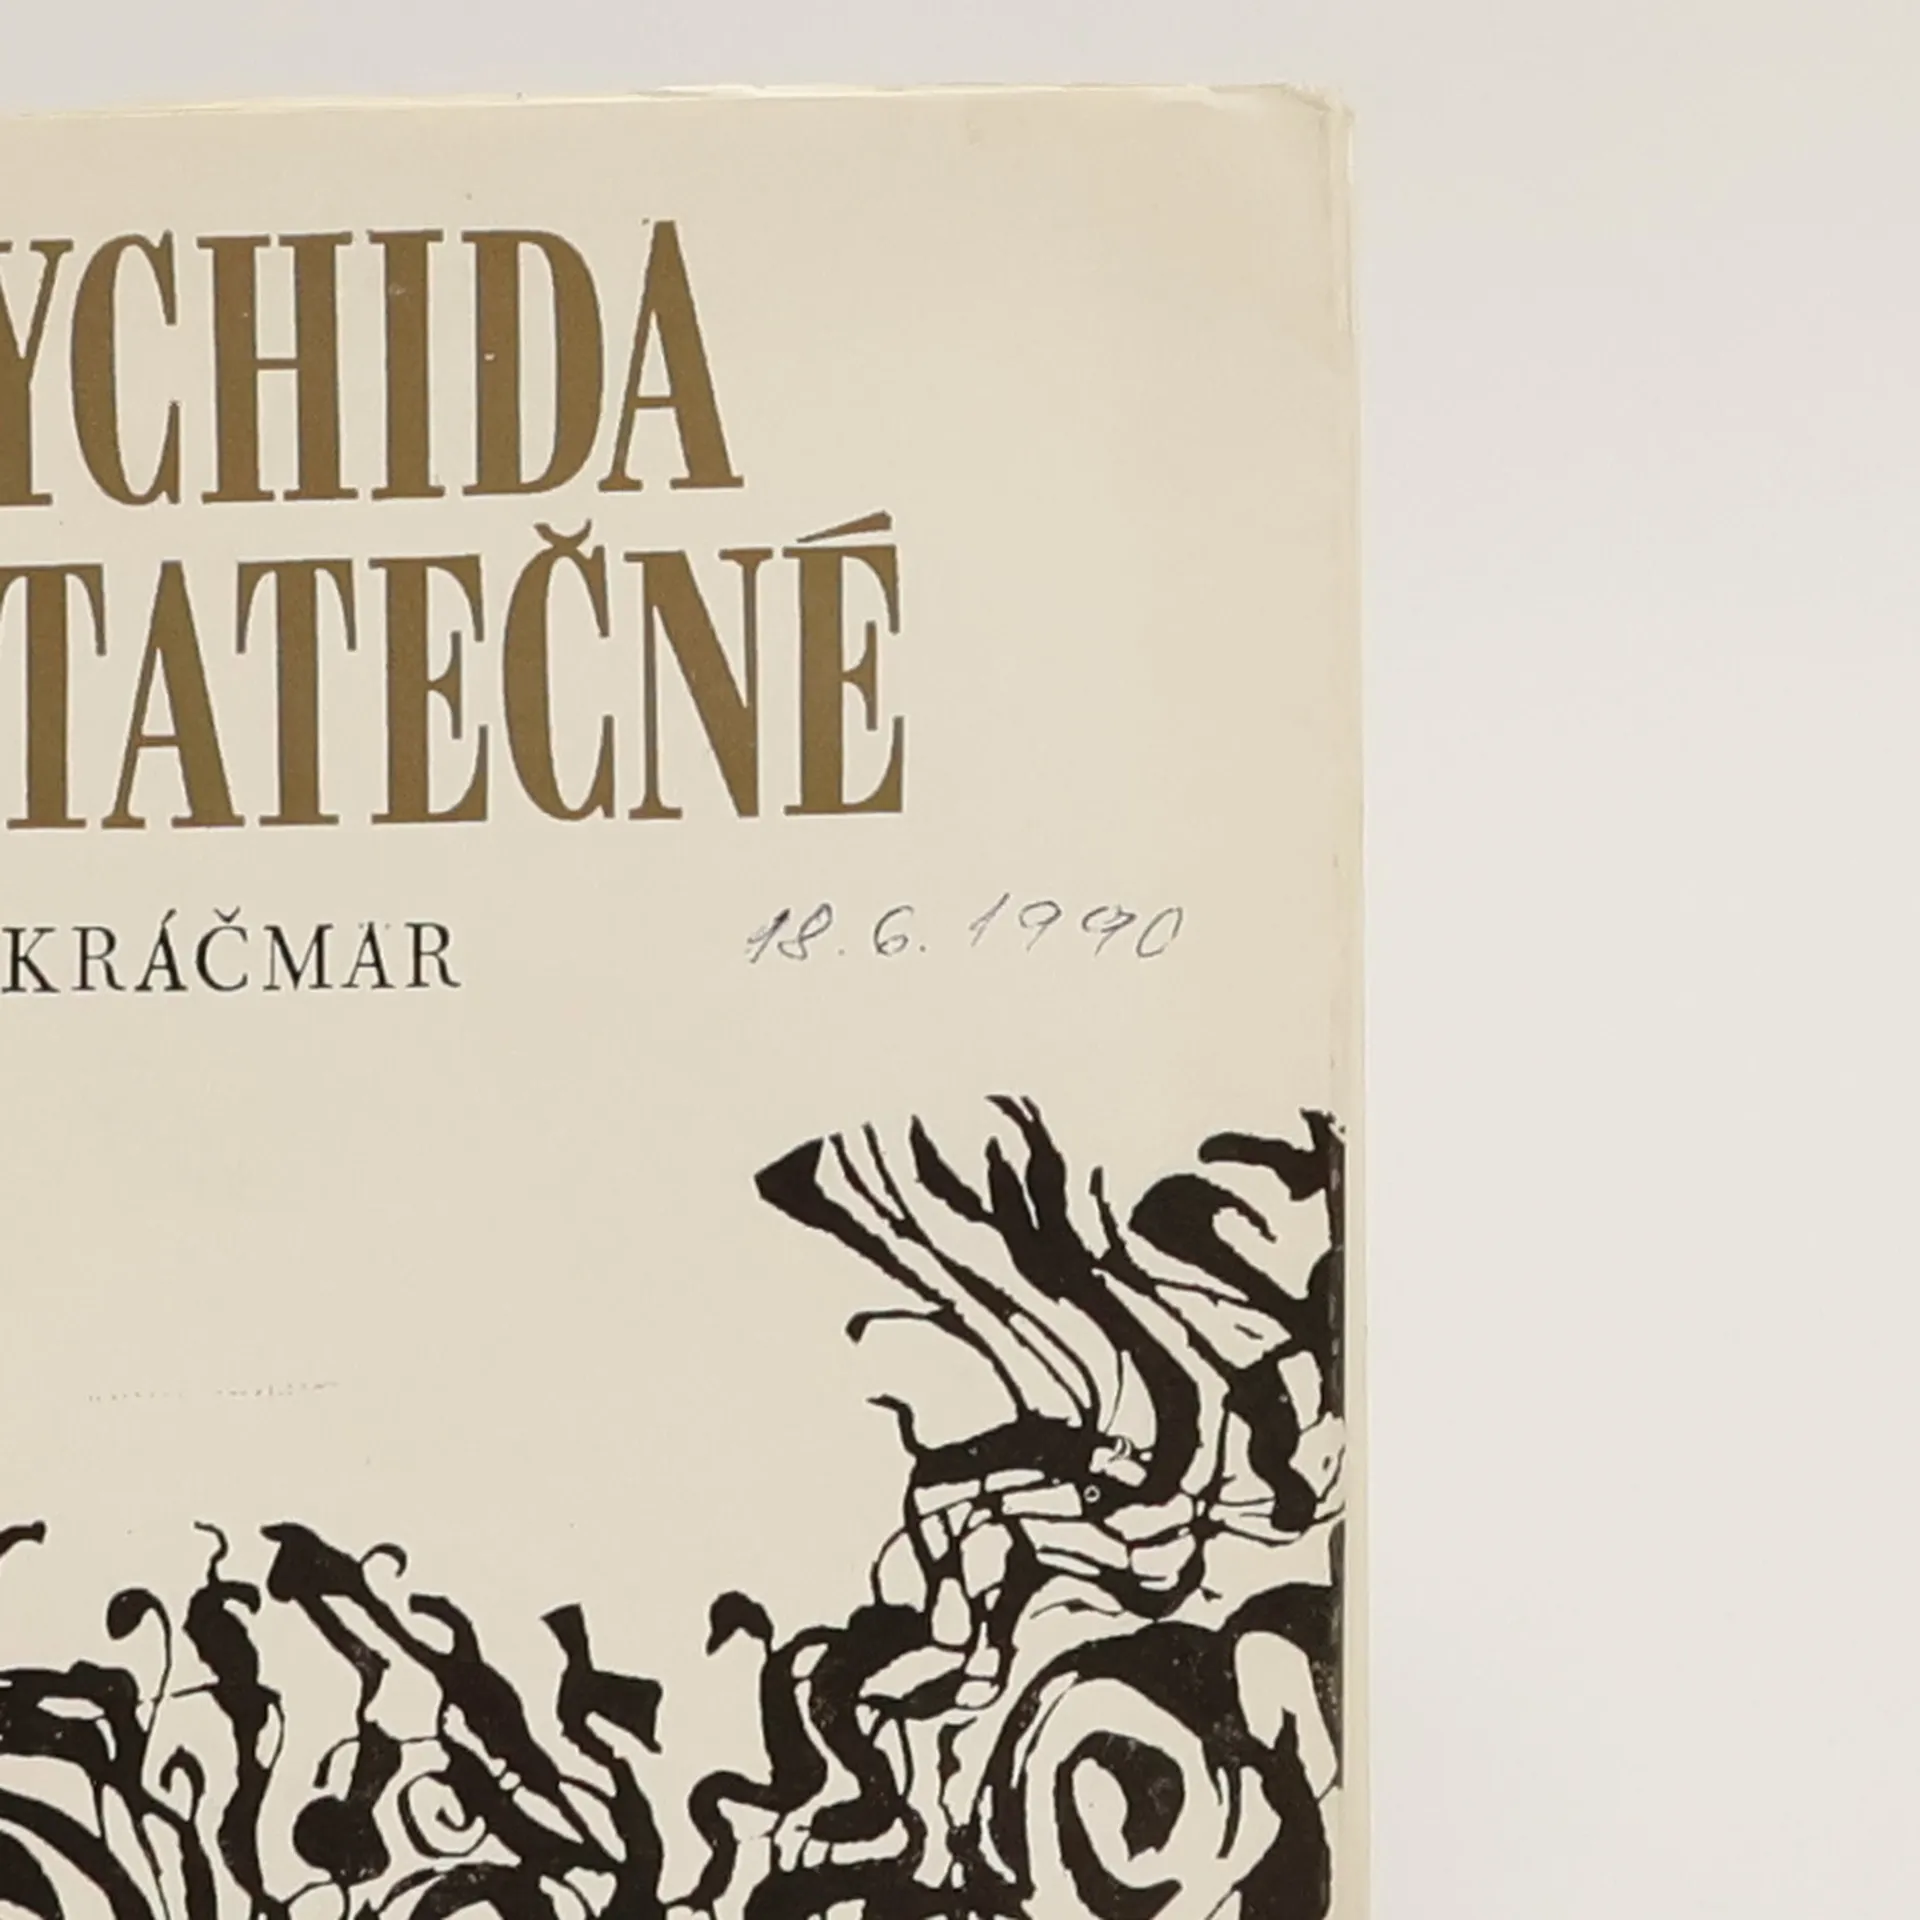 YCHIDA
TATEČNÉ
KRÁČMAR
18.6.1990